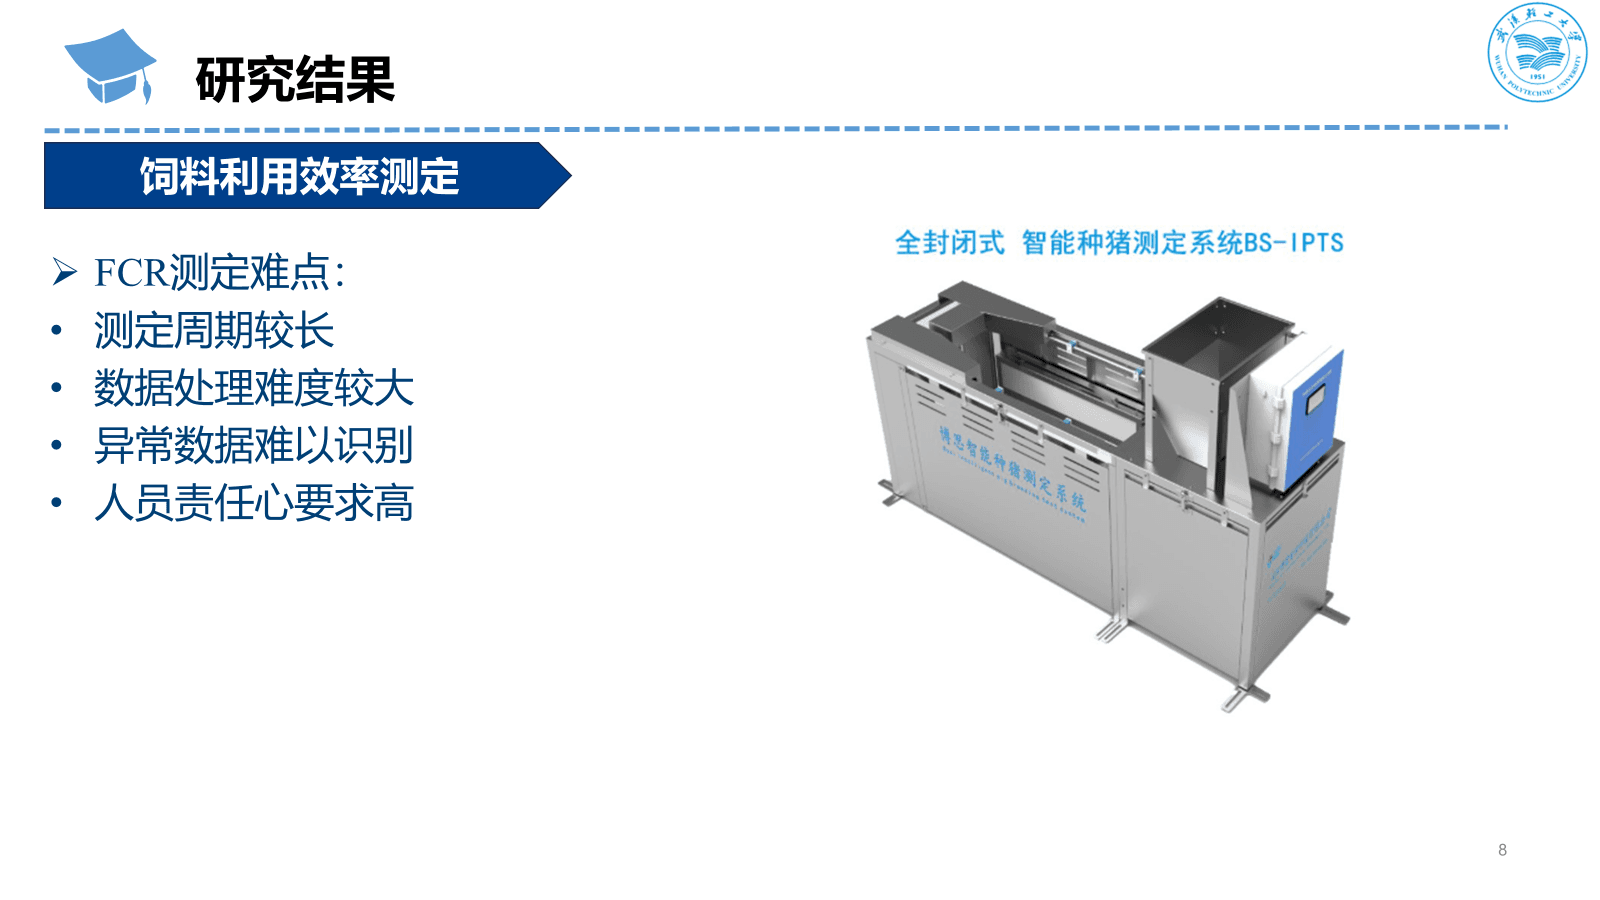 研究结果
武汉轻工大学
WUHAN POLYTECHNIC UNIVERSITY
1951
饲料利用效率测定
全封闭式 智能种猪测定系统BS-IPTS
FCR测定难点：
测定周期较长
数据处理难度较大
异常数据难以识别
人员责任心要求高
博恩智能种猪测定系统
8